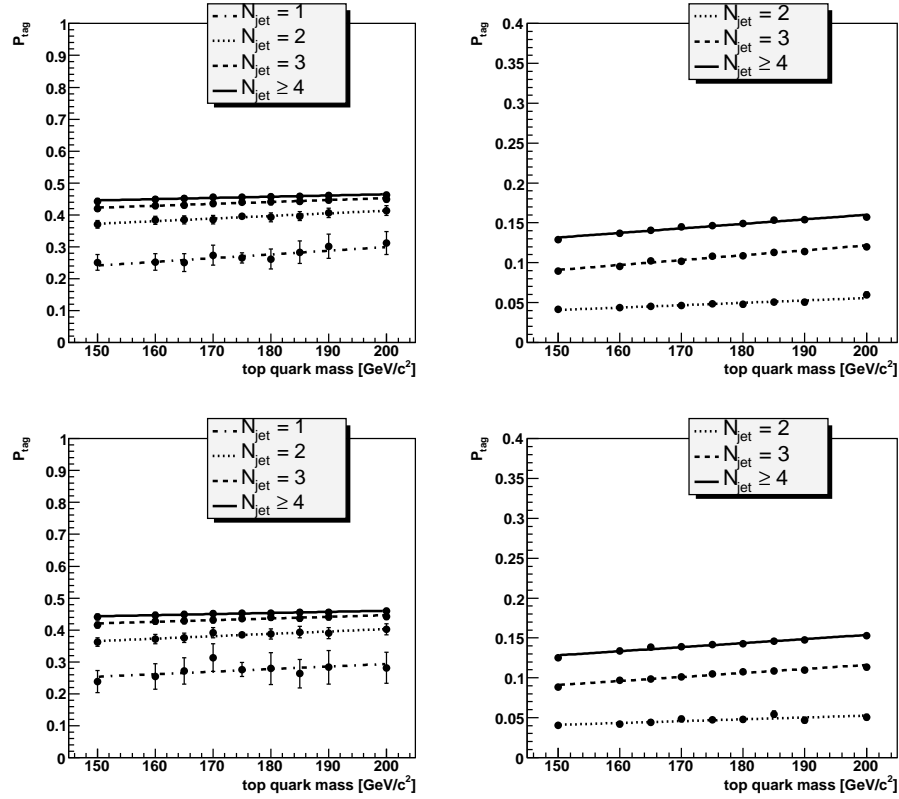 P_tag
N_jet = 1
N_jet = 2
N_jet = 3
N_jet ≥ 4
1
0.9
0.8
0.7
0.6
0.5
0.4
0.3
0.2
0.1
0
150 160 170 180 190 200
top quark mass [GeV/c²]
P_tag
N_jet = 2
N_jet = 3
N_jet ≥ 4
0.4
0.35
0.3
0.25
0.2
0.15
0.1
0.05
0
150 160 170 180 190 200
top quark mass [GeV/c²]
P_tag
N_jet = 1
N_jet = 2
N_jet = 3
N_jet ≥ 4
1
0.9
0.8
0.7
0.6
0.5
0.4
0.3
0.2
0.1
0
150 160 170 180 190 200
top quark mass [GeV/c²]
P_tag
N_jet = 2
N_jet = 3
N_jet ≥ 4
0.4
0.35
0.3
0.25
0.2
0.15
0.1
0.05
0
150 160 170 180 190 200
top quark mass [GeV/c²]